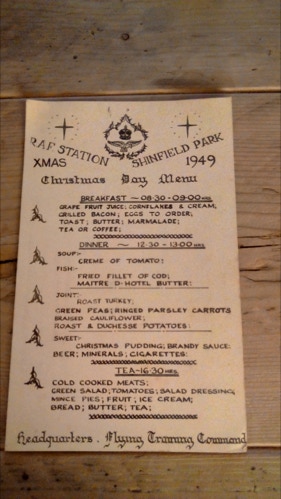 R.A.F. STATION SHINFIELD PARK
XMAS 1949
Christmas Day Menu
BREAKFAST ~ 08·30-09·00 HRS
GRAPE FRUIT JUICE; CORNFLAKES & CREAM;
GRILLED BACON; EGGS TO ORDER;
TOAST; BUTTER; MARMALADE;
TEA OR COFFEE;
DINNER ~ 12·30 - 13·00 HRS
SOUP:-
CREME OF TOMATO!
FISH:-
FRIED FILLET OF COD;
MAITRE D-HOTEL BUTTER!
JOINT:
ROAST TURKEY;
GREEN PEAS; RINGED PARSLEY CARROTS
BRAISED CAULIFLOWER;
ROAST & DUCHESSE POTATOES:
SWEET:-
CHRISTMAS PUDDING; BRANDY SAUCE:
BEER; MINERALS; CIGARETTES:
TEA-16·30 HRS
COLD COOKED MEATS;
GREEN SALAD; TOMATOES; SALAD DRESSING;
MINCE PIES; FRUIT; ICE CREAM;
BREAD; BUTTER; TEA;
Headquarters . Flying Training Command